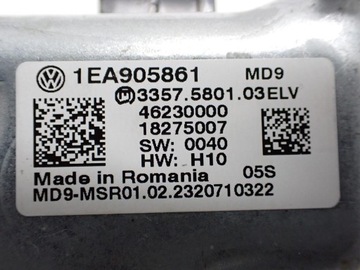 1EA905861 MD9
3357.5801.03ELV
46230000
18275007
SW: 0040
HW: H10
Made in Romania 05S
MD9-MSR01.02.2320710322